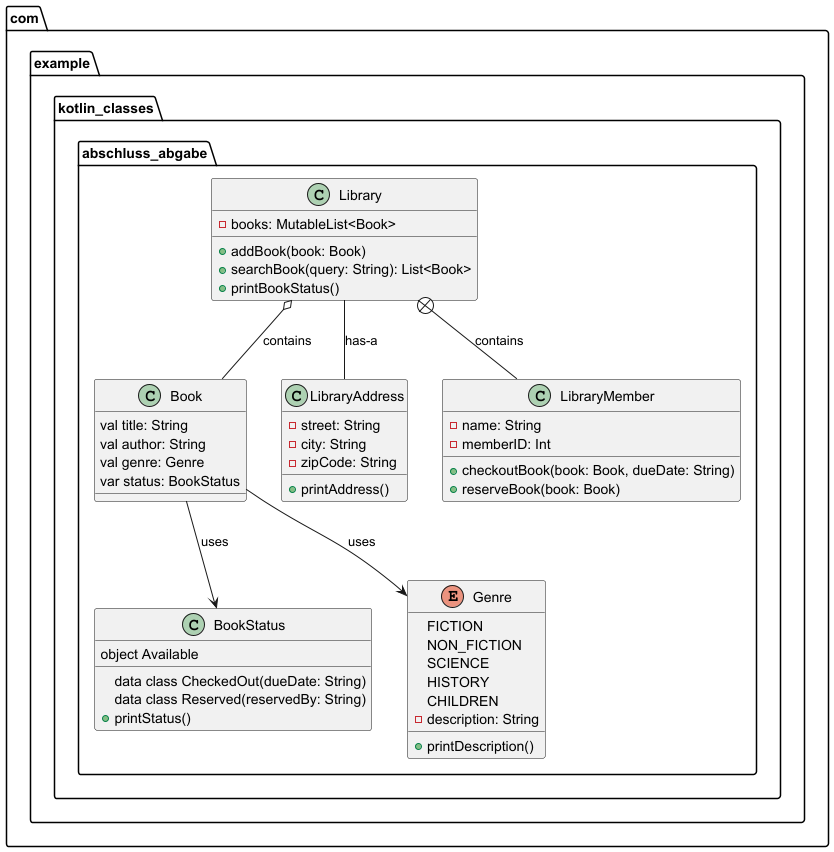 com
example
kotlin_classes
abschluss_abgabe
C Library
books: MutableList<Book>
addBook(book: Book)
searchBook(query: String): List<Book>
printBookStatus()
contains
has-a
contains
C Book
val title: String
val author: String
val genre: Genre
var status: BookStatus
C LibraryAddress
street: String
city: String
zipCode: String
printAddress()
C LibraryMember
name: String
memberID: Int
checkoutBook(book: Book, dueDate: String)
reserveBook(book: Book)
uses
uses
C BookStatus
object Available
data class CheckedOut(dueDate: String)
data class Reserved(reservedBy: String)
printStatus()
E Genre
FICTION
NON_FICTION
SCIENCE
HISTORY
CHILDREN
description: String
printDescription()